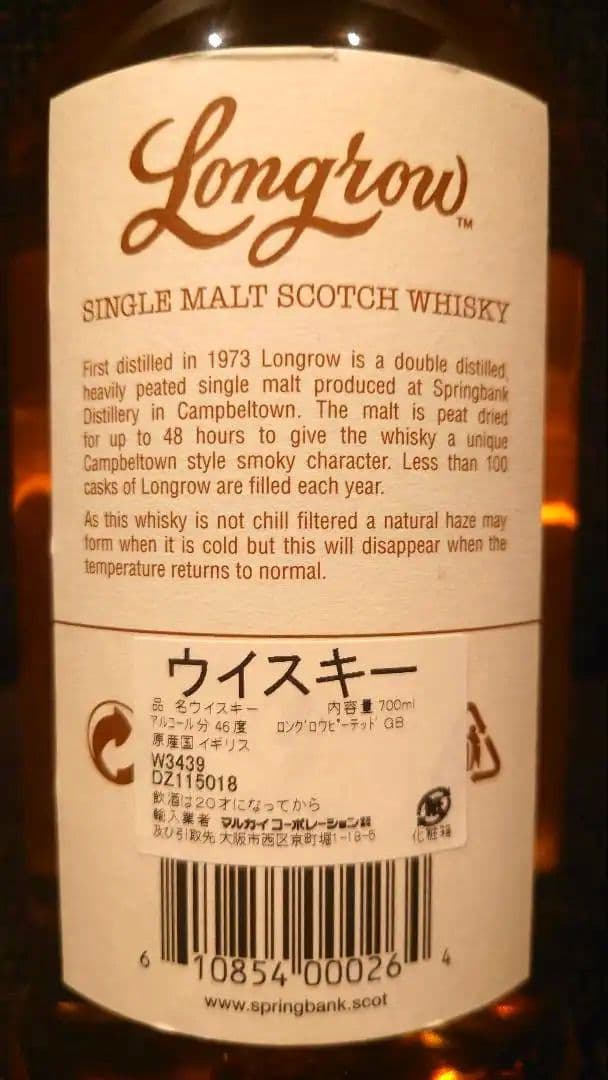 Longrow
TM
SINGLE MALT SCOTCH WHISKY
First distilled in 1973 Longrow is a double distilled,
heavily peated single malt produced at Springbank
Distillery in Campbeltown. The malt is peat dried
for up to 48 hours to give the whisky a unique
Campbeltown style smoky character. Less than 100
casks of Longrow are filled each year.
As this whisky is not chill filtered a natural haze may
form when it is cold but this will disappear when the
temperature returns to normal.
ウイスキー
品 名ウイスキー 内容量 700ml
アルコール分 46度 ロングロウピーテッド GB
原産国 イギリス
W3439
DZ115018
飲酒は20才になってから
輸入業者 マルカイコーポレーション株式会社
及び引取先 大阪市西区京町堀1-18-5
化粧箱
6 10854 00026 4
www.springbank.scot